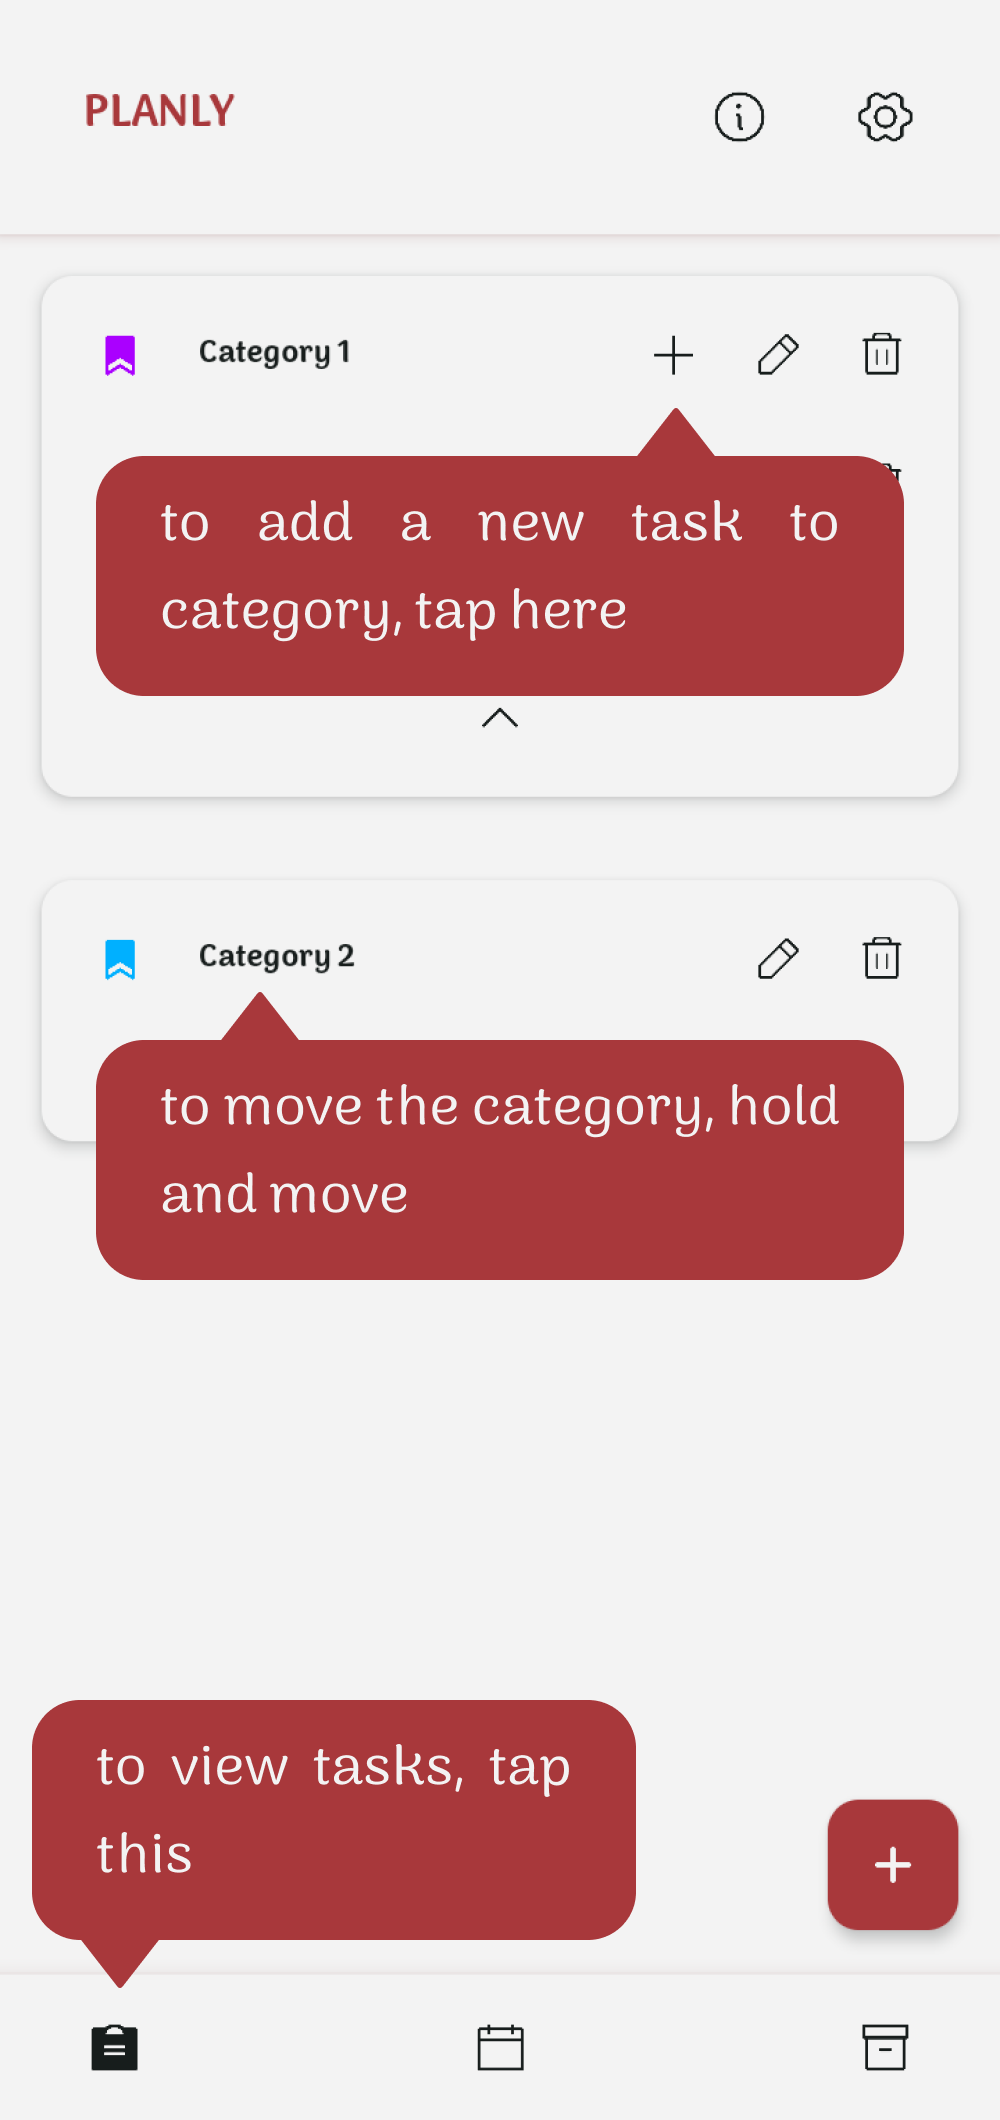 PLANLY
Category 1
to add a new task to
category, tap here
Category 2
to move the category, hold
and move
to view tasks, tap
this